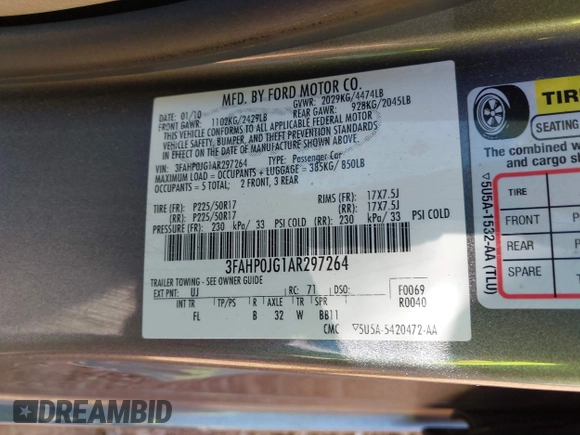 MFD. BY FORD MOTOR CO.
DATE: 01/10 GVWR: 2029KG/4474LB
FRONT GAWR: 1102KG/2429LB REAR GAWR: 928KG/2045LB
THIS VEHICLE CONFORMS TO ALL APPLICABLE FEDERAL MOTOR
VEHICLE SAFETY, BUMPER, AND THEFT PREVENTION STANDARDS
IN EFFECT ON THE DATE OF MANUFACTURE SHOWN ABOVE.
VIN: 3FAHP0JG1AR297264 TYPE: Passenger Car
MAXIMUM LOAD = OCCUPANTS + LUGGAGE = 385KG/ 850LB
OCCUPANTS = 5 TOTAL; 2 FRONT, 3 REAR
TIRE (FR): P225/50R17 RIMS (FR): 17X7.5J
(RR): P225/50R17 (RR): 17X7.5J
PRESSURE (FR): 230 kPa/ 33 PSI COLD (RR): 230 kPa/ 33 PSI COLD
3FAHP0JG1AR297264
TRAILER TOWING - SEE OWNER GUIDE
EXT PNT: UJ RC: 71 DSO: F0069
R0040
INT TR TP/PS R AXLE TR SPR
FL B 32 W BB11
CMC ▽5U5A-5420472-AA
TIRE
SEATING
The combined w
and cargo sh
TIRE
FRONT P
REAR P
SPARE T
▽5U5A-1532-AA (TLU)
DREAMBID